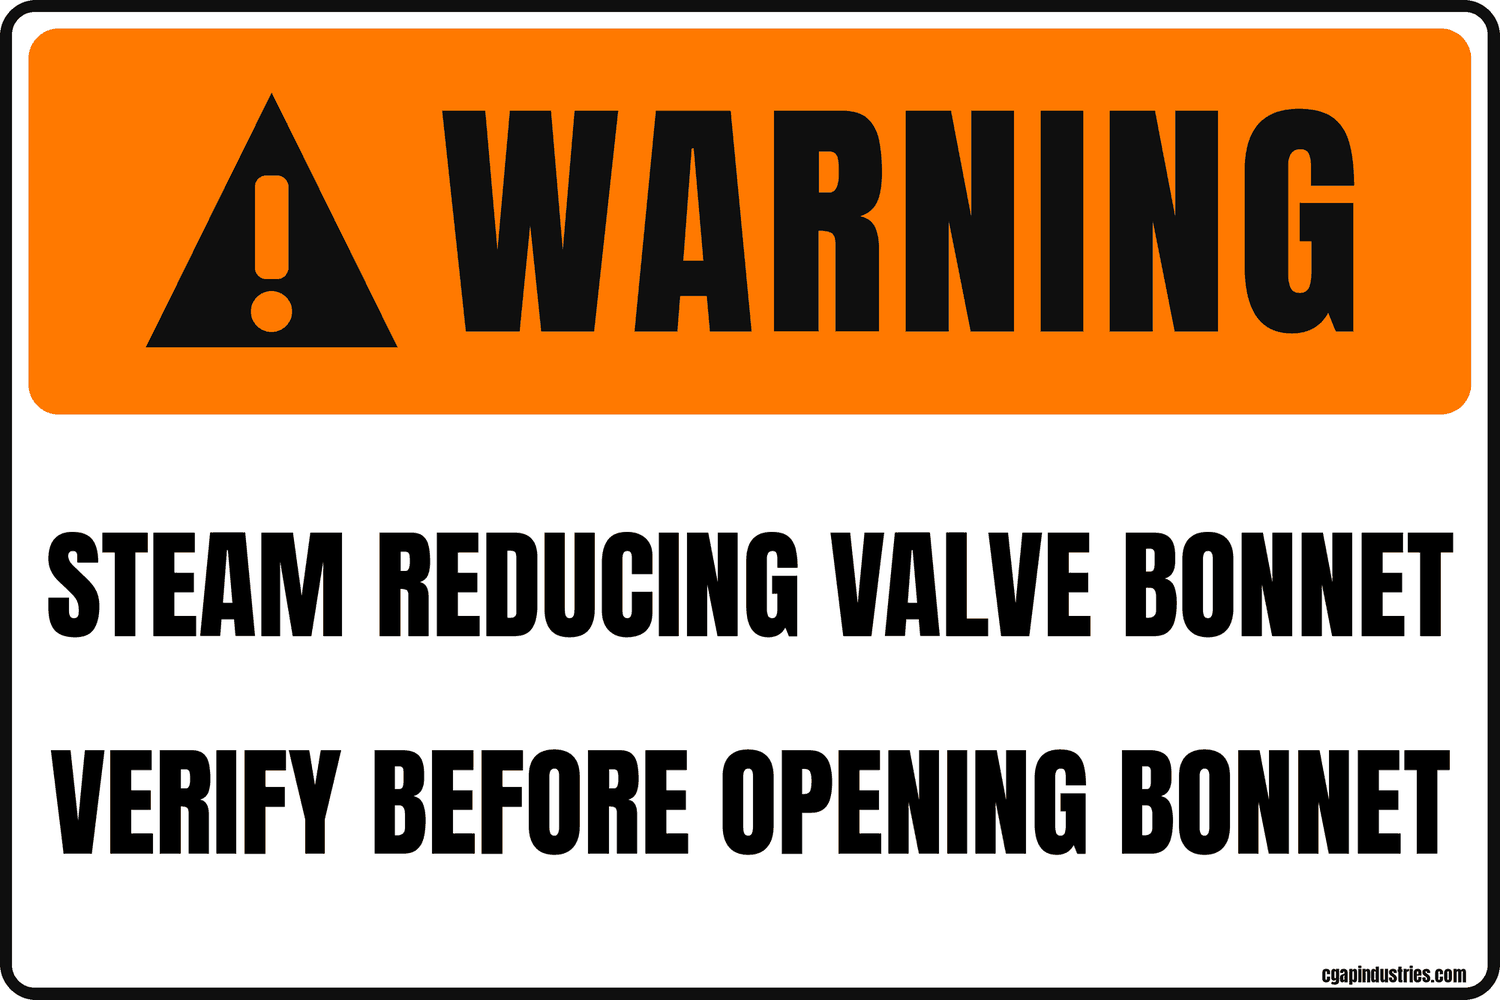 WARNING
STEAM REDUCING VALVE BONNET
VERIFY BEFORE OPENING BONNET
cgapindustries.com